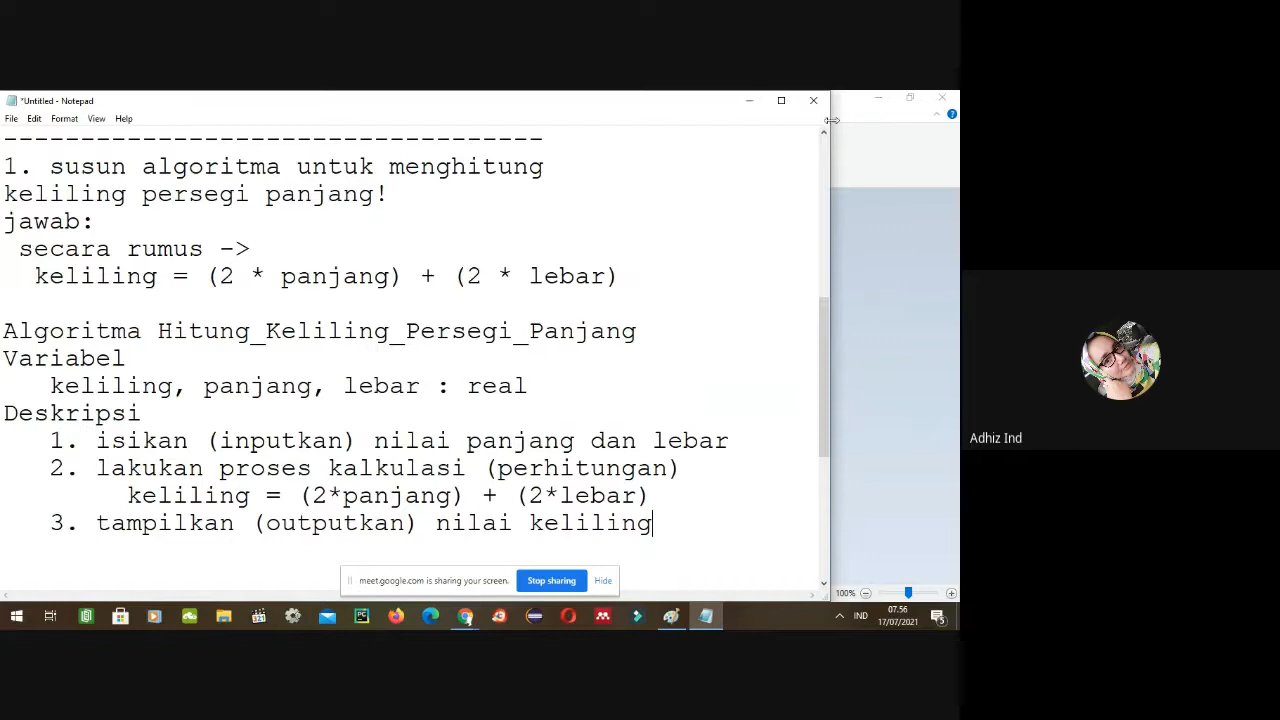 *Untitled - Notepad
File Edit Format View Help
-----------------------------------
1. susun algoritma untuk menghitung
keliling persegi panjang!
jawab:
secara rumus ->
keliling = (2 * panjang) + (2 * lebar)
Algoritma Hitung_Keliling_Persegi_Panjang
Variabel
keliling, panjang, lebar : real
Deskripsi
1. isikan (inputkan) nilai panjang dan lebar
2. lakukan proses kalkulasi (perhitungan)
keliling = (2*panjang) + (2*lebar)
3. tampilkan (outputkan) nilai keliling
Adhiz Ind
meet.google.com is sharing your screen. Stop sharing Hide
100%
IND
07.56
17/07/2021
5